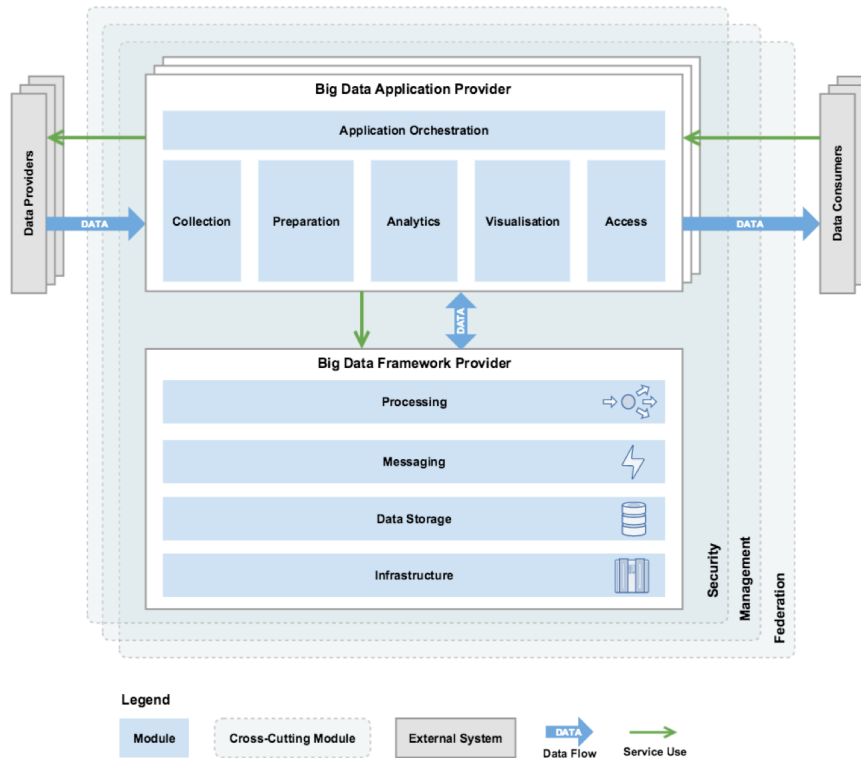 Big Data Application Provider
Application Orchestration
Data Providers
DATA
Collection
Preparation
Analytics
Visualisation
Access
DATA
Data Consumers
DATA
Big Data Framework Provider
Processing
Messaging
Data Storage
Infrastructure
Security
Management
Federation
Legend
Module
Cross-Cutting Module
External System
DATA
Data Flow
Service Use